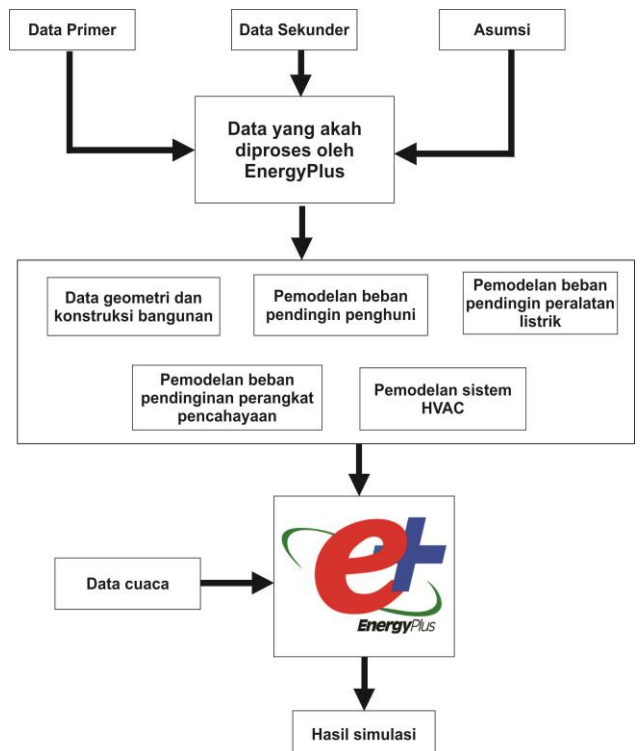 Data Primer
Data Sekunder
Asumsi
Data yang akah
diproses oleh
EnergyPlus
Data geometri dan
konstruksi bangunan
Pemodelan beban
pendingin penghuni
Pemodelan beban
pendingin peralatan
listrik
Pemodelan beban
pendinginan perangkat
pencahayaan
Pemodelan sistem
HVAC
Data cuaca
e+
EnergyPlus
Hasil simulasi